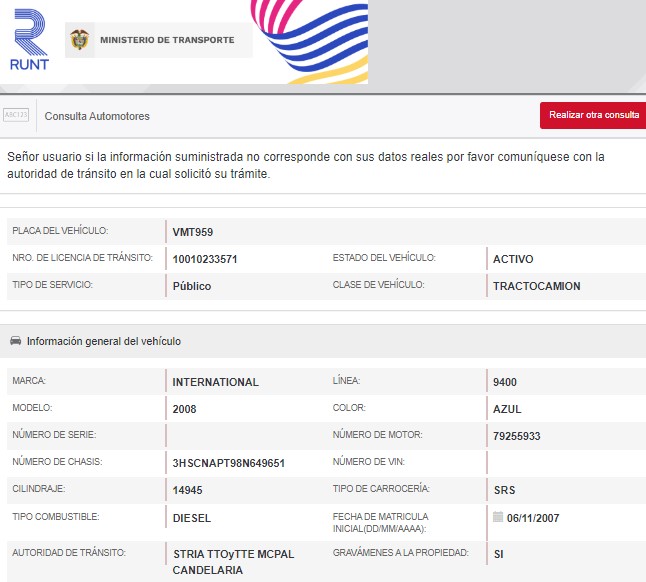 RUNT
MINISTERIO DE TRANSPORTE
ABC123
Consulta Automotores
Realizar otra consulta
Señor usuario si la información suministrada no corresponde con sus datos reales por favor comuníquese con la
autoridad de tránsito en la cual solicitó su trámite.
PLACA DEL VEHÍCULO: VMT959
NRO. DE LICENCIA DE TRÁNSITO: 10010233571 ESTADO DEL VEHÍCULO: ACTIVO
TIPO DE SERVICIO: Público CLASE DE VEHÍCULO: TRACTOCAMION
Información general del vehículo
MARCA: INTERNATIONAL LÍNEA: 9400
MODELO: 2008 COLOR: AZUL
NÚMERO DE SERIE: NÚMERO DE MOTOR: 79255933
NÚMERO DE CHASIS: 3HSCNAPT98N649651 NÚMERO DE VIN:
CILINDRAJE: 14945 TIPO DE CARROCERÍA: SRS
TIPO COMBUSTIBLE: DIESEL FECHA DE MATRICULA
INICIAL(DD/MM/AAAA): 06/11/2007
AUTORIDAD DE TRÁNSITO: STRIA TTOyTTE MCPAL
CANDELARIA
GRAVÁMENES A LA PROPIEDAD: SI